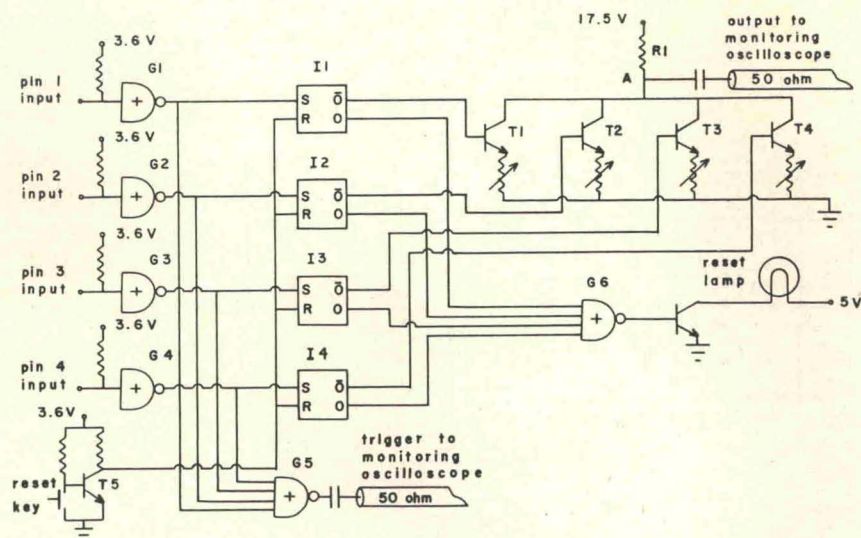 17.5 V
output to
monitoring
oscilloscope
R1
A
50 ohm
3.6 V
G1
pin 1
input
+
I1
S Ō
R O
T1
T2
T3
T4
3.6 V
G2
pin 2
input
+
I2
S Ō
R O
3.6 V
G3
pin 3
input
+
I3
S Ō
R O
G6
+
reset
lamp
5V
3.6 V
G4
pin 4
input
+
I4
S Ō
R O
3.6 V
T5
reset
key
G5
+
trigger to
monitoring
oscilloscope
50 ohm